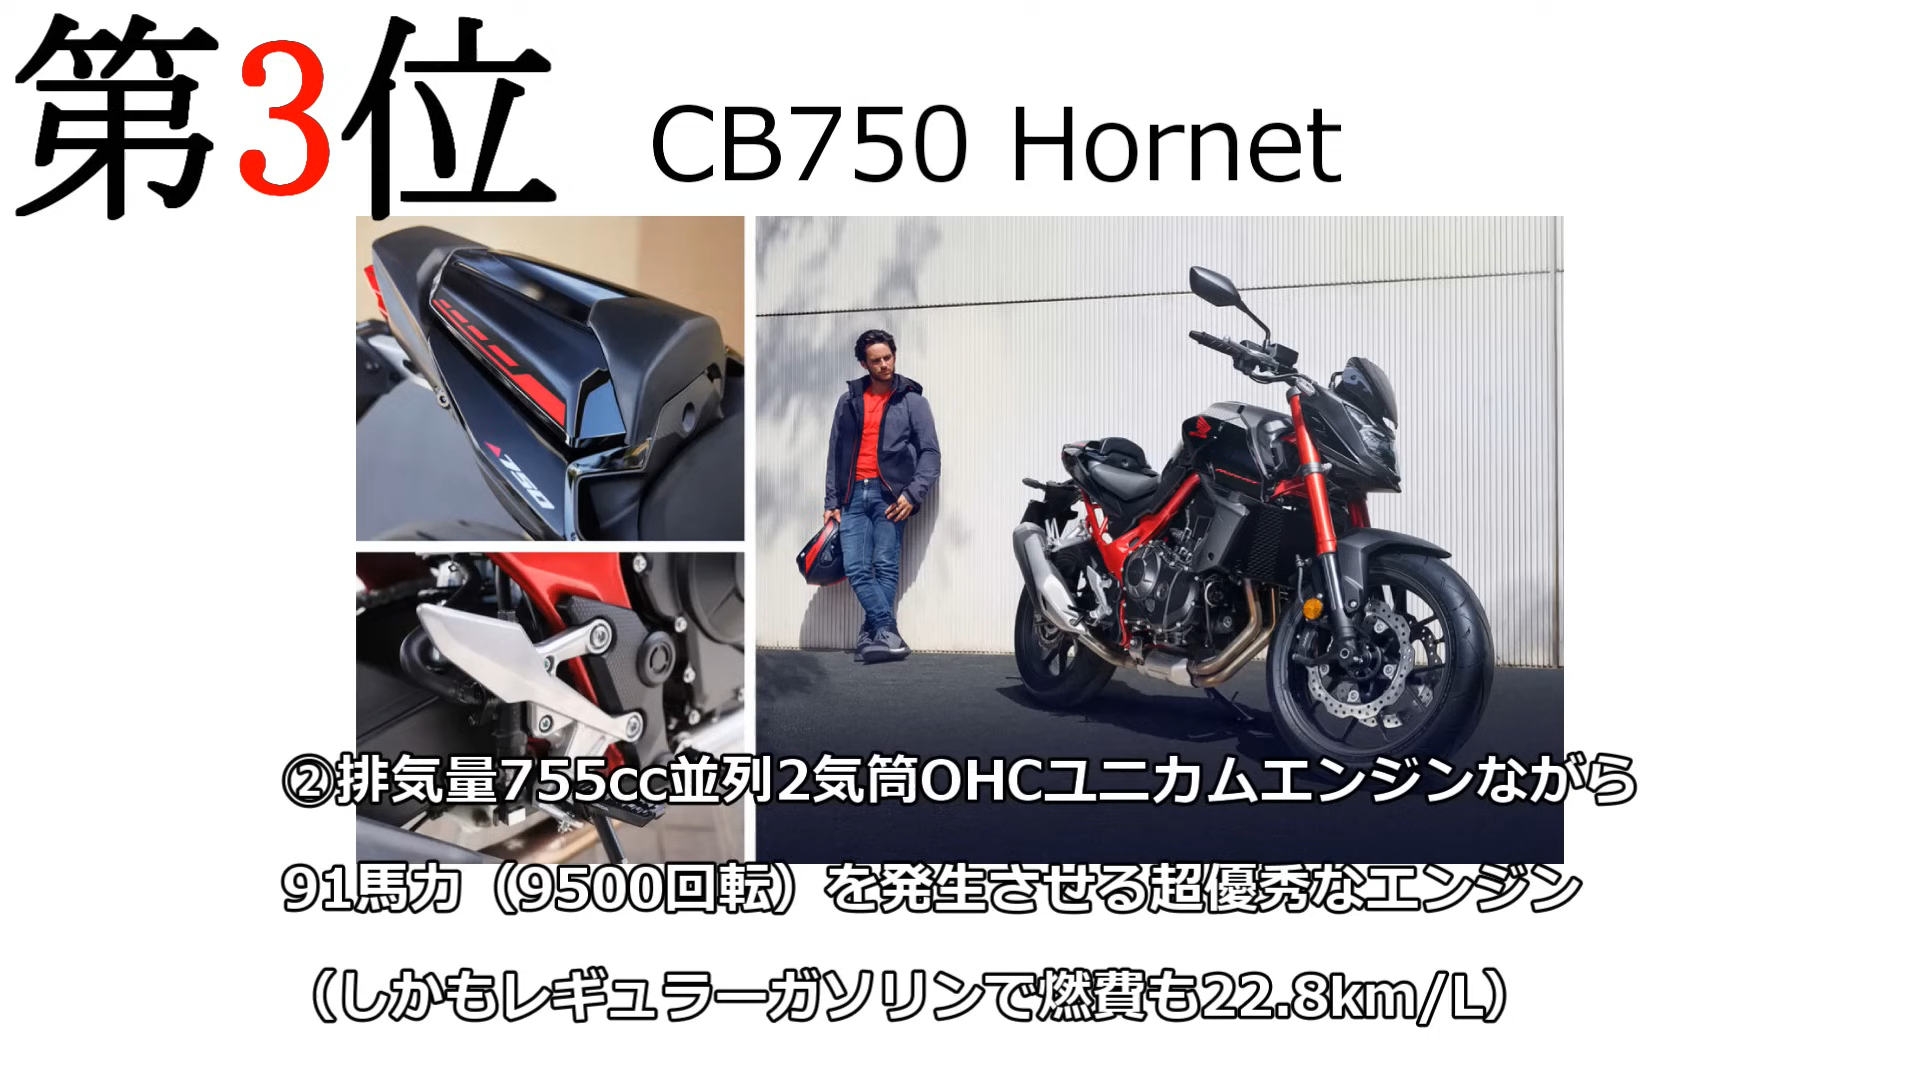 第3位
CB750 Hornet
750
②排気量755cc並列2気筒OHCユニカムエンジンながら
91馬力（9500回転）を発生させる超優秀なエンジン
（しかもレギュラーガソリンで燃費も22.8km/L）